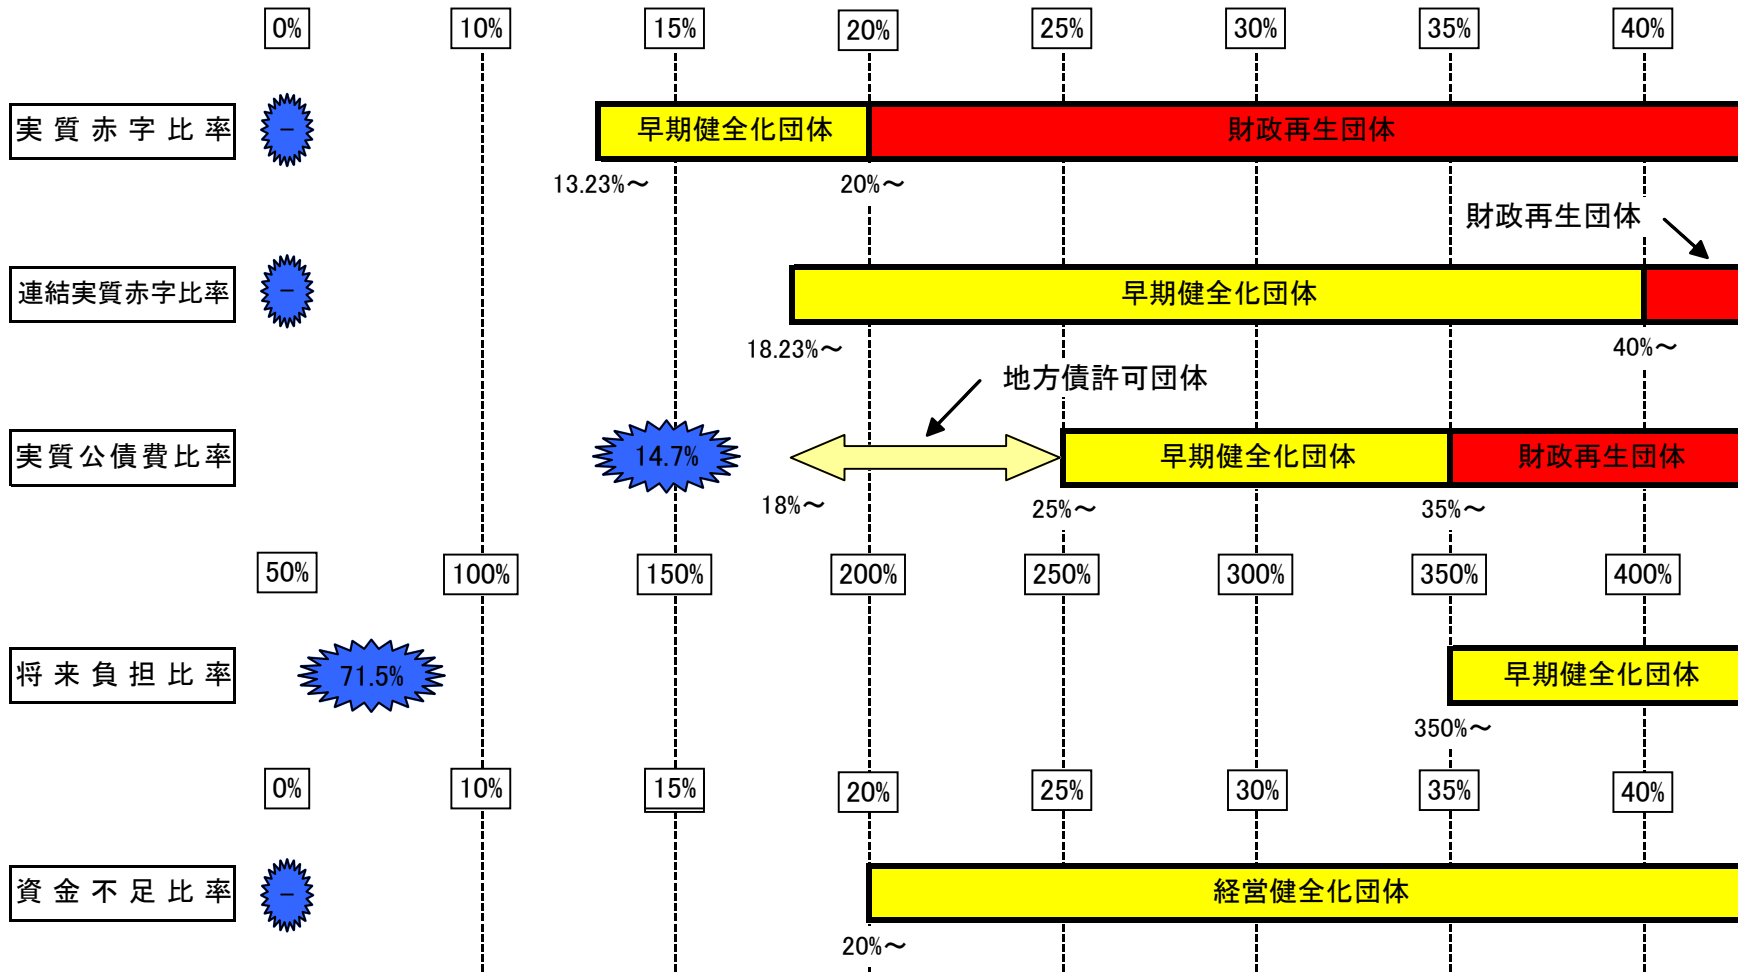 0% 10% 15% 20% 25% 30% 35% 40%
実質赤字比率 － 早期健全化団体 財政再生団体
13.23%～ 20%～
財政再生団体
連結実質赤字比率 － 早期健全化団体
18.23%～ 40%～
地方債許可団体
実質公債費比率 14.7% 早期健全化団体 財政再生団体
18%～ 25%～ 35%～
50% 100% 150% 200% 250% 300% 350% 400%
将来負担比率 71.5% 早期健全化団体
350%～
0% 10% 15% 20% 25% 30% 35% 40%
資金不足比率 － 経営健全化団体
20%～